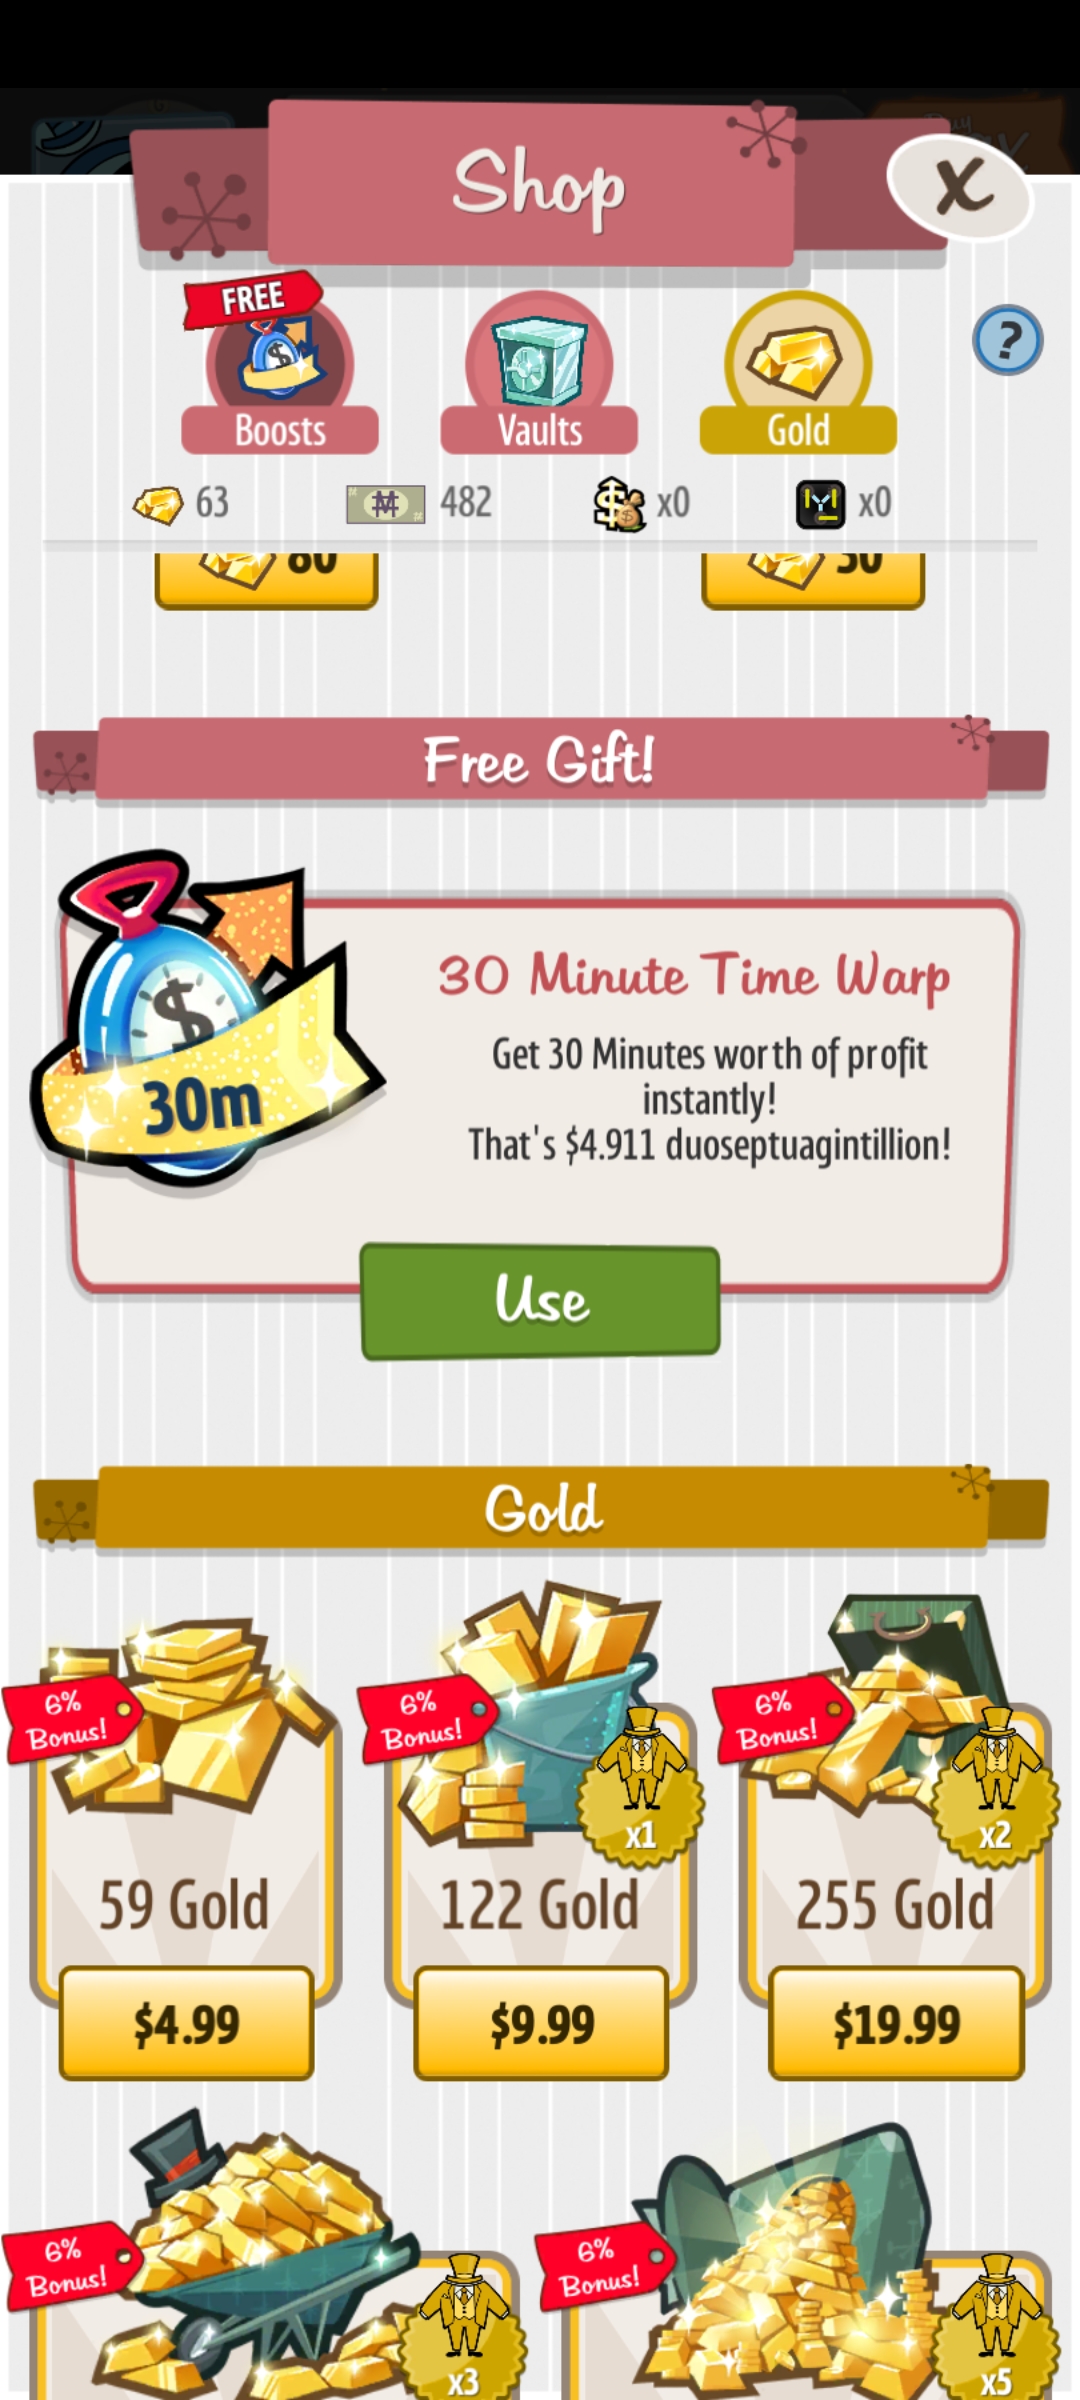 Shop
X
FREE
Boosts
Vaults
Gold
?
63
482
x0
x0
80
50
Free Gift!
30m
30 Minute Time Warp
Get 30 Minutes worth of profit
instantly!
That's $4.911 duoseptuagintillion!
Use
Gold
6%
Bonus!
59 Gold
$4.99
6%
Bonus!
x1
122 Gold
$9.99
6%
Bonus!
x2
255 Gold
$19.99
6%
Bonus!
x3
6%
Bonus!
x5